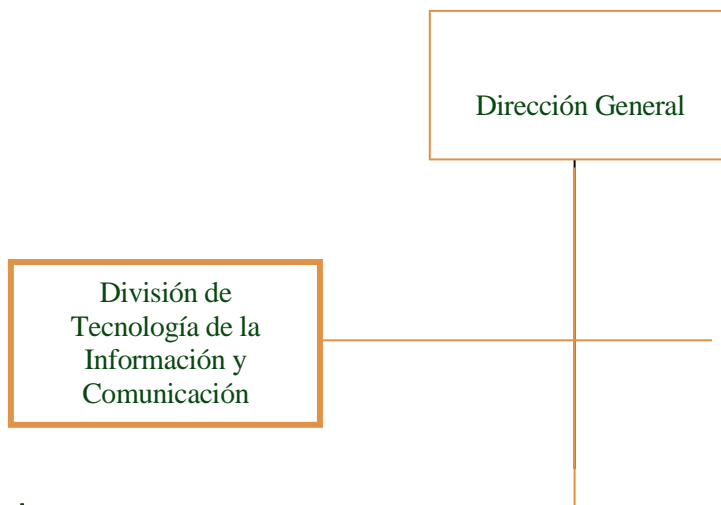 Dirección General
División de
Tecnología de la
Información y
Comunicación